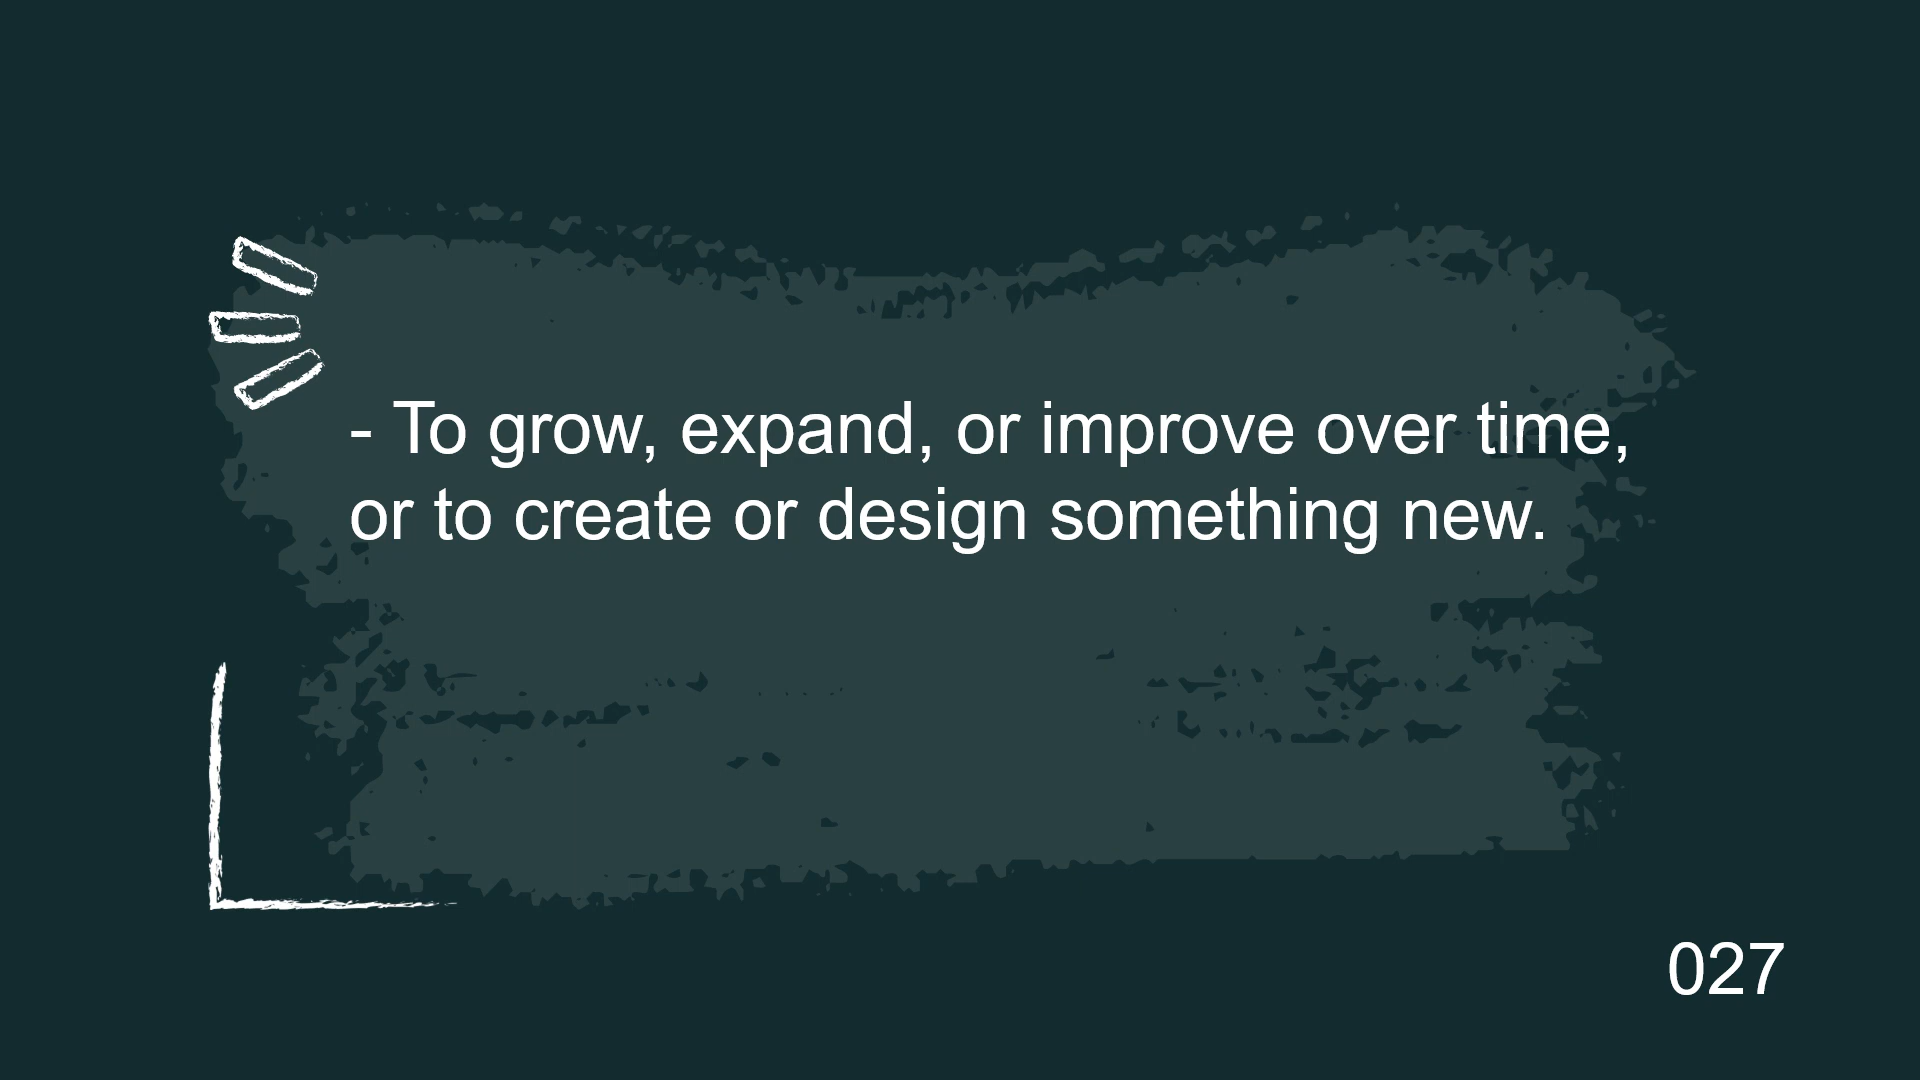 - To grow, expand, or improve over time,
or to create or design something new.
027